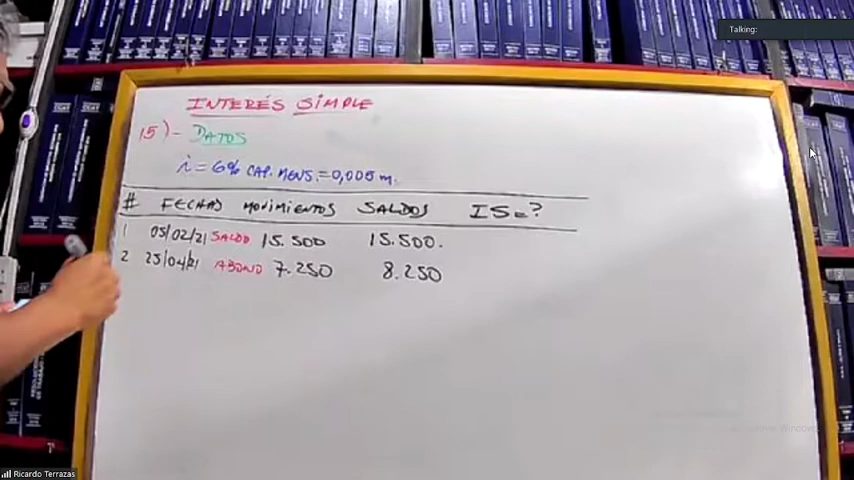 Talking:
INTERÉS SIMPLE
15)- DATOS
i = 6% CAP. MENS. = 0,005 m.
# FECHAS MOVIMIENTOS SALDOS IS=?
1 05/02/21 SALDO 15.500 15.500.
2 25/04/21 ABONO 7.250 8.250
Ricardo Terrazas